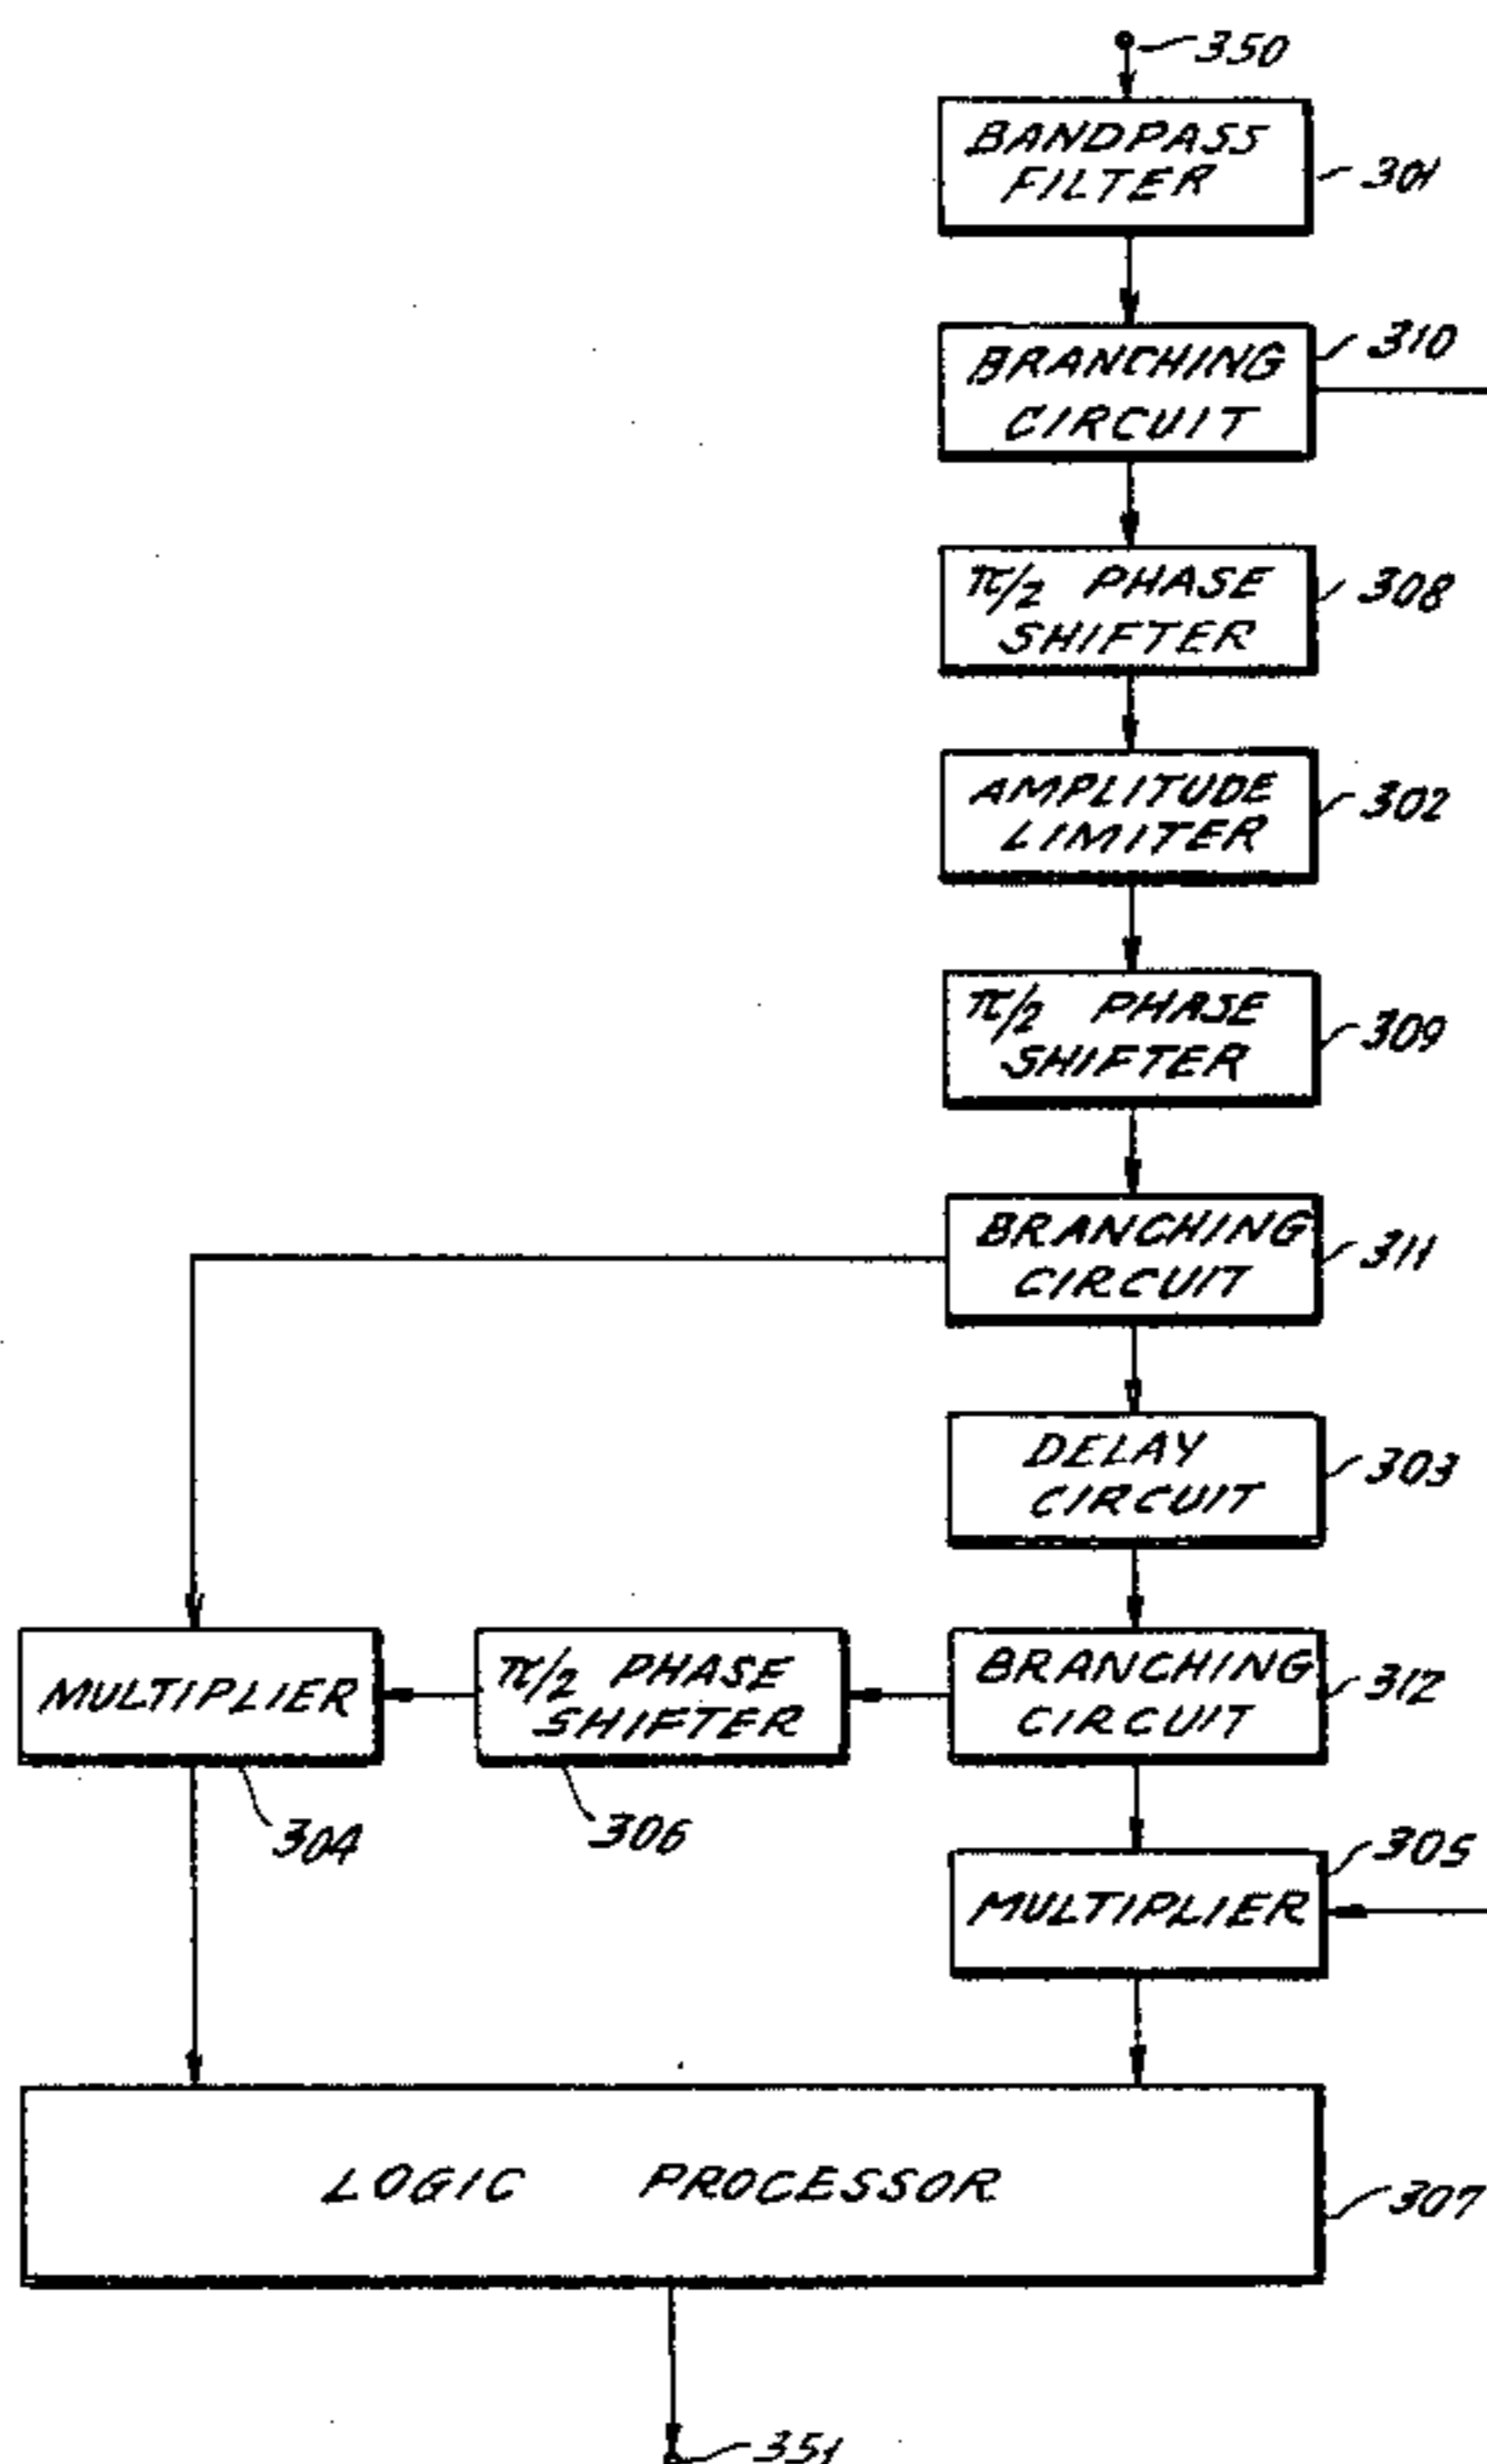 350
BANDPASS
FILTER
301
BRANCHING
CIRCUIT
310
π/2 PHASE
SHIFTER
308
AMPLITUDE
LIMITER
302
π/2 PHASE
SHIFTER
309
BRANCHING
CIRCUIT
311
DELAY
CIRCUIT
303
MULTIPLIER
304
π/2 PHASE
SHIFTER
306
BRANCHING
CIRCUIT
312
MULTIPLIER
305
LOGIC PROCESSOR
307
351